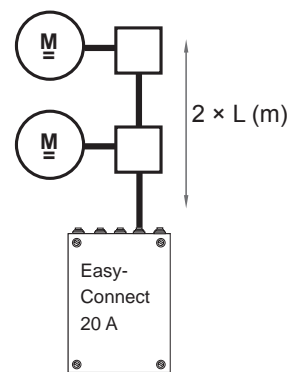 M
=
2 × L (m)
M
=
Easy-
Connect
20 A